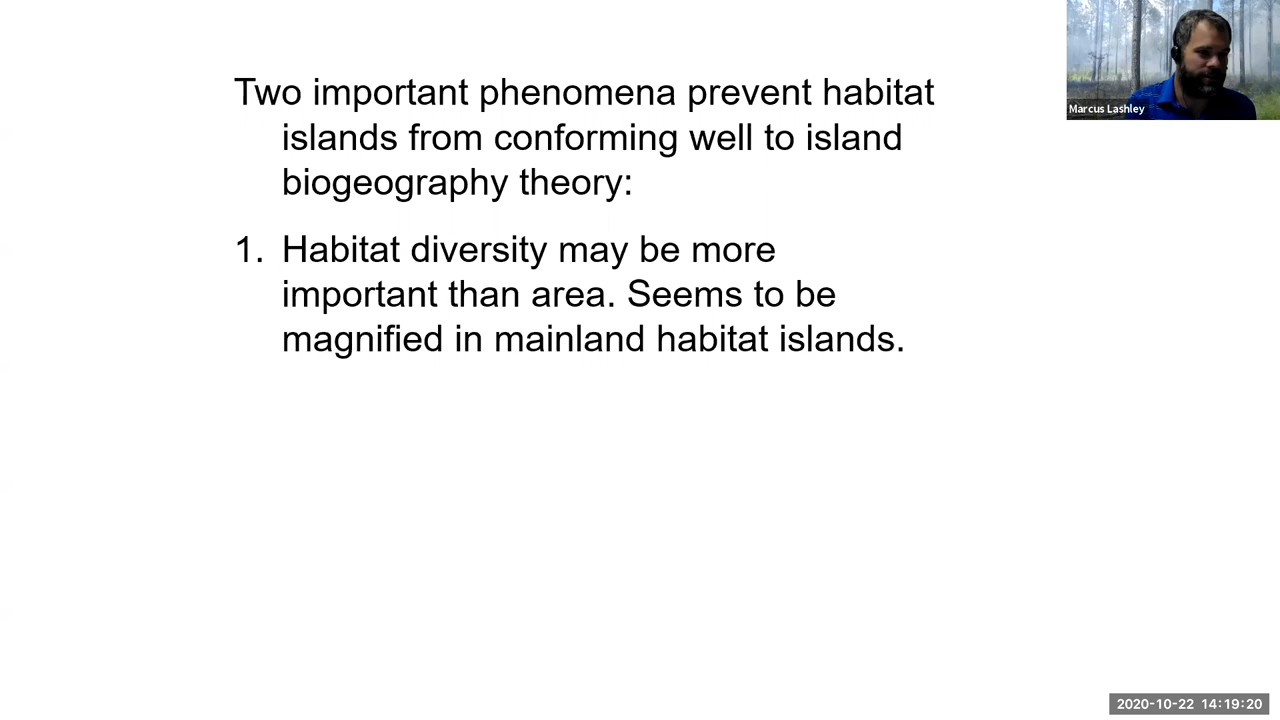 Two important phenomena prevent habitat
islands from conforming well to island
biogeography theory:
1. Habitat diversity may be more
important than area. Seems to be
magnified in mainland habitat islands.
Marcus Lashley
2020-10-22 14:19:20